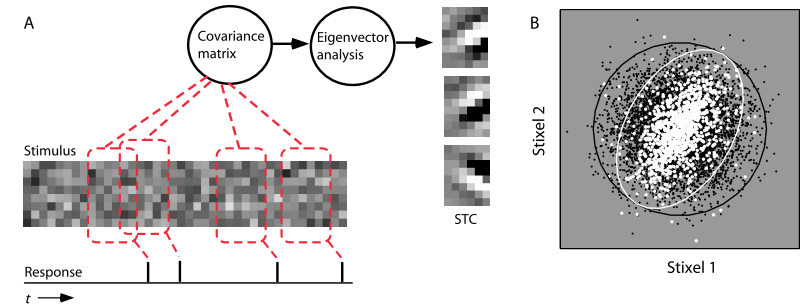 A
Covariance
matrix
Eigenvector
analysis
Stimulus
Response
t
STC
B
Stixel 2
Stixel 1